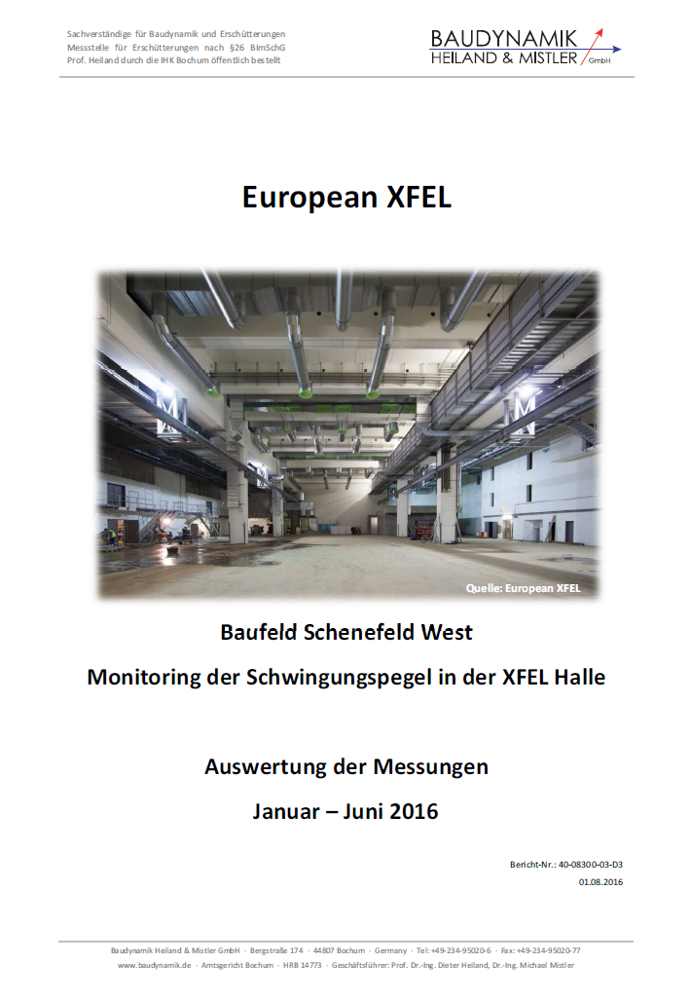 Sachverständige für Baudynamik und Erschütterungen
Messstelle für Erschütterungen nach §26 BImSchG
Prof. Heiland durch die IHK Bochum öffentlich bestellt
BAUDYNAMIK
HEILAND & MISTLER GmbH
European XFEL
Quelle: European XFEL
Baufeld Schenefeld West
Monitoring der Schwingungspegel in der XFEL Halle
Auswertung der Messungen
Januar – Juni 2016
Bericht-Nr.: 40-08300-03-D3
01.08.2016
Baudynamik Heiland & Mistler GmbH · Bergstraße 174 · 44807 Bochum · Germany · Tel: +49-234-95020-6 · Fax: +49-234-95020-77
www.baudynamik.de · Amtsgericht Bochum · HRB 14773 · Geschäftsführer: Prof. Dr.-Ing. Dieter Heiland, Dr.-Ing. Michael Mistler